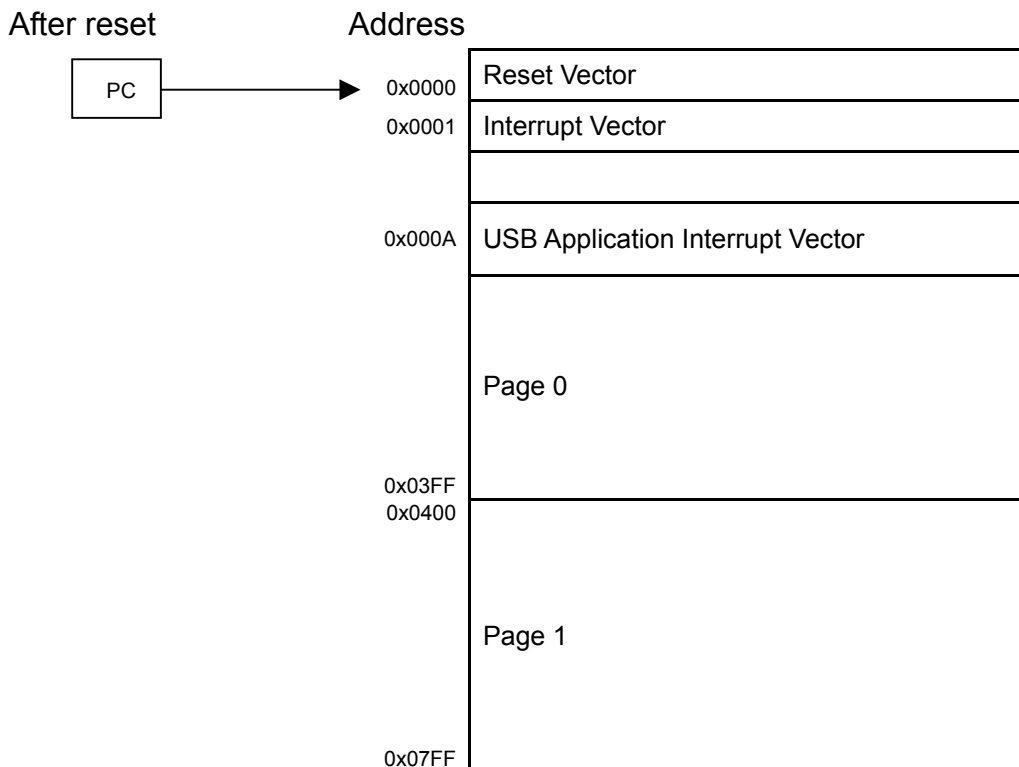 After reset
Address
PC
0x0000
Reset Vector
0x0001
Interrupt Vector
0x000A
USB Application Interrupt Vector
Page 0
0x03FF
0x0400
Page 1
0x07FF